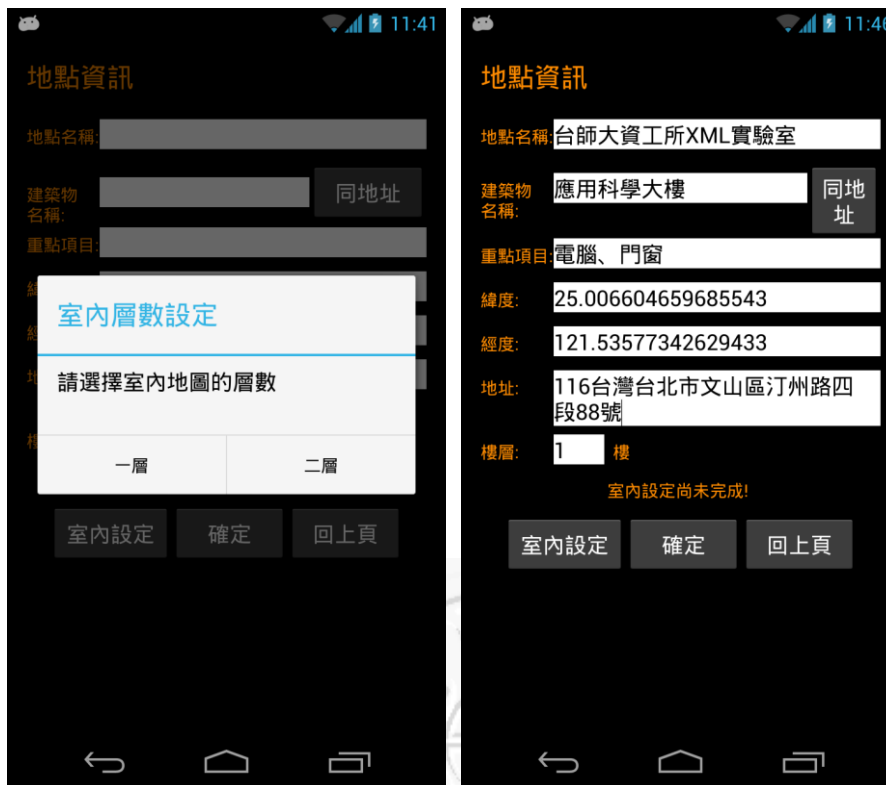 11:41
地點資訊
地點名稱:
建築物
名稱:
同地址
重點項目:
緯
經
地
樓
室內層數設定
請選擇室內地圖的層數
一層 二層
室內設定 確定 回上頁
11:46
地點資訊
地點名稱:台師大資工所XML實驗室
建築物
名稱:
應用科學大樓
同地
址
重點項目:電腦、門窗
緯度: 25.006604659685543
經度: 121.53577342629433
地址: 116台灣台北市文山區汀州路四
段88號
樓層: 1 樓
室內設定尚未完成!
室內設定 確定 回上頁